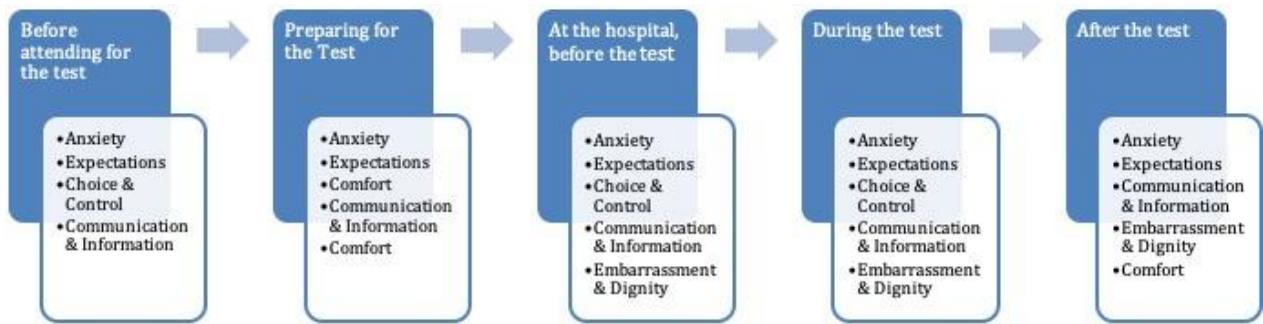 Before
attending for
the test
•Anxiety
•Expectations
•Choice &
Control
•Communication
& Information
Preparing for
the Test
•Anxiety
•Expectations
•Comfort
•Communication
& Information
•Comfort
At the hospital,
before the test
•Anxiety
•Expectations
•Choice &
Control
•Communication
& Information
•Embarrassment
& Dignity
During the test
•Anxiety
•Expectations
•Choice &
Control
•Communication
& Information
•Embarrassment
& Dignity
After the test
•Anxiety
•Expectations
•Communication
& Information
•Embarrassment
& Dignity
•Comfort